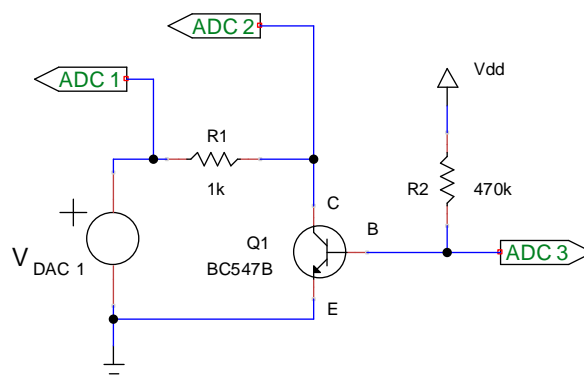 ADC 2
ADC 1
Vdd
R1
1k
R2
470k
C
B
Q1
BC547B
V DAC 1
ADC 3
E